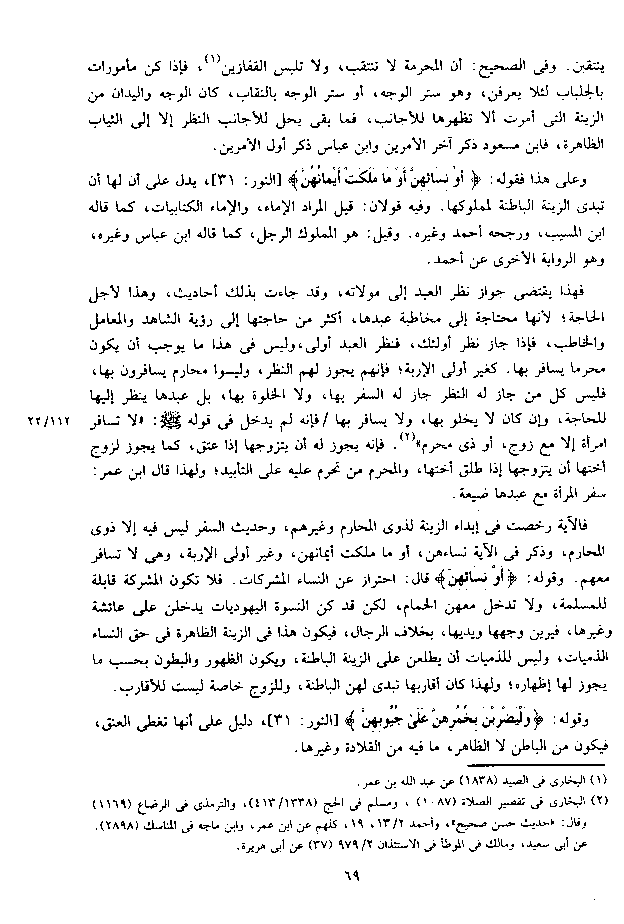 ينتقبن. وفى الصحيح: أن المحرمة لا تنتقب، ولا تلبس القفازين(١)، فإذا كن مأمورات
بالجلباب لئلا يعرفن، وهو ستر الوجه، أو ستر الوجه بالنقاب، كان الوجه واليدان من
الزينة التى أمرت ألا تظهرها للأجانب، فما بقى يحل للأجانب النظر إلا إلى الثياب
الظاهرة، فابن مسعود ذكر آخر الأمرين وابن عباس ذكر أول الأمرين.
وعلى هذا فقوله: ﴿ أَوْ نِسَائِهِنَّ أَوْ مَا مَلَكَتْ أَيْمَانُهُنَّ ﴾ [النور: ٣١]، يدل على أن لها أن
تبدى الزينة الباطنة لمملوكها. وفيه قولان: قيل المراد الإماء، والإماء الكتابيات، كما قاله
ابن المسيب، ورجحه أحمد وغيره. وقيل: هو المملوك الرجل، كما قاله ابن عباس وغيره،
وهو الرواية الأخرى عن أحمد.
فهذا يقتضى جواز نظر العبد إلى مولاته، وقد جاءت بذلك أحاديث، وهذا لأجل
الحاجة؛ لأنها محتاجة إلى مخاطبة عبدها، أكثر من حاجتها إلى رؤية الشاهد والمعامل
والخاطب، فإذا جاز نظر أولئك، فنظر العبد أولى،وليس فى هذا ما يوجب أن يكون
محرما يسافر بها. كغير أولى الإربة؛ فإنهم يجوز لهم النظر، وليسوا محارم يسافرون بها،
فليس كل من جاز له النظر جاز له السفر بها، ولا الخلوة بها، بل عبدها ينظر إليها
للحاجة، وإن كان لا يخلو بها، ولا يسافر بها /فإنه لم يدخل فى قوله ﷺ: «لا تسافر ٢٢/١١٢
امرأة إلا مع زوج، أو ذى محرم»(٢). فإنه يجوز له أن يتزوجها إذا عتق، كما يجوز لزوج
أختها أن يتزوجها إذا طلق أختها، والمحرم من تحرم عليه على التأبيد؛ ولهذا قال ابن عمر:
سفر المرأة مع عبدها ضيعة.
فالآية رخصت فى إبداء الزينة لذوى المحارم وغيرهم، وحديث السفر ليس فيه إلا ذوى
المحارم، وذكر فى الآية نساءهن، أو ما ملكت أيمانهن، وغير أولى الإربة، وهى لا تسافر
معهم. وقوله: ﴿أَوْ نِسَائِهِنَّ﴾ قال: احتراز عن النساء المشركات. فلا تكون المشركة قابلة
للمسلمة، ولا تدخل معهن الحمام، لكن قد كن النسوة اليهوديات يدخلن على عائشة
وغيرها، فيرين وجهها ويديها، بخلاف الرجال، فيكون هذا فى الزينة الظاهرة فى حق النساء
الذميات، وليس للذميات أن يطلعن على الزينة الباطنة، ويكون الظهور والبطون بحسب ما
يجوز لها إظهاره؛ ولهذا كان أقاربها تبدى لهن الباطنة، وللزوج خاصة ليست للأقارب.
وقوله: ﴿وَلْيَضْرِبْنَ بِخُمُرِهِنَّ عَلَىٰ جُيُوبِهِنَّ ﴾ [النور: ٣١]، دليل على أنها تغطى العنق،
فيكون من الباطن لا الظاهر، ما فيه من القلادة وغيرها.
(١) البخارى فى الصيد (١٨٣٨) عن عبد الله بن عمر.
(٢) البخارى فى تقصير الصلاة (١٠٨٧) ، ومسلم فى الحج (٤١٣/١٣٣٨)، والترمذى فى الرضاع (١١٦٩)
وقال: «حديث حسن صحيح»، وأحمد ١٣/٢، ١٩، كلهم عن ابن عمر، وابن ماجه فى المناسك (٢٨٩٨).
عن أبى سعيد، ومالك فى الموطأ فى الاستئذان ٩٧٩/٢ (٣٧) عن أبى هريرة.
٦٩